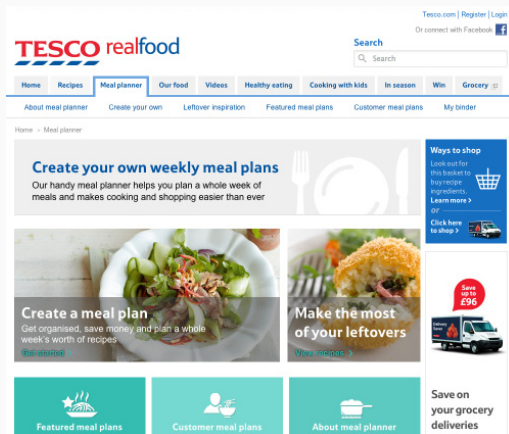 Tesco.com | Register | Login
Or connect with Facebook
TESCO realfood
Search
Search
Home Recipes Meal planner Our food Videos Healthy eating Cooking with kids In season Win Grocery
About meal planner Create your own Leftover inspiration Featured meal plans Customer meal plans My binder
Home > Meal planner
Create your own weekly meal plans
Our handy meal planner helps you plan a whole week of
meals and makes cooking and shopping easier than ever
Ways to shop
Look out for
this basket to
buy recipe
ingredients.
Learn more >
or
Click here
to shop >
Create a meal plan
Get organised, save money and plan a whole
week's worth of recipes
Get started
Make the most
of your leftovers
View recipes >
Save
up to
£96
Save on
your grocery
deliveries
Featured meal plans
Customer meal plans
About meal planner